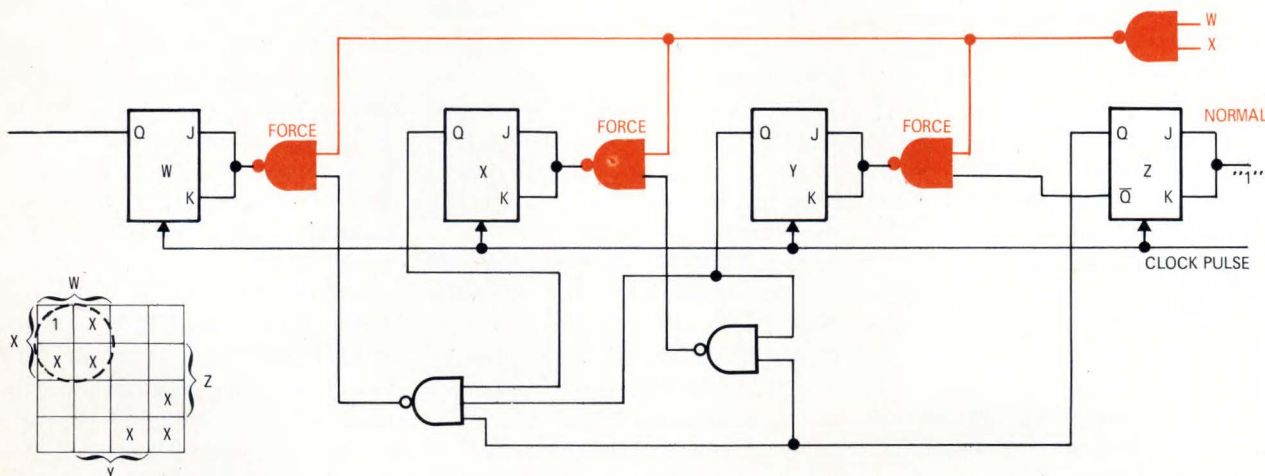 W
X
Q J
W
K
FORCE
Q J
X
K
FORCE
Q J
Y
K
FORCE
Q J
Z
Q̅ K
NORMAL
"1"
CLOCK PULSE
W
X
1 X
X X
Z
X
X X
Y